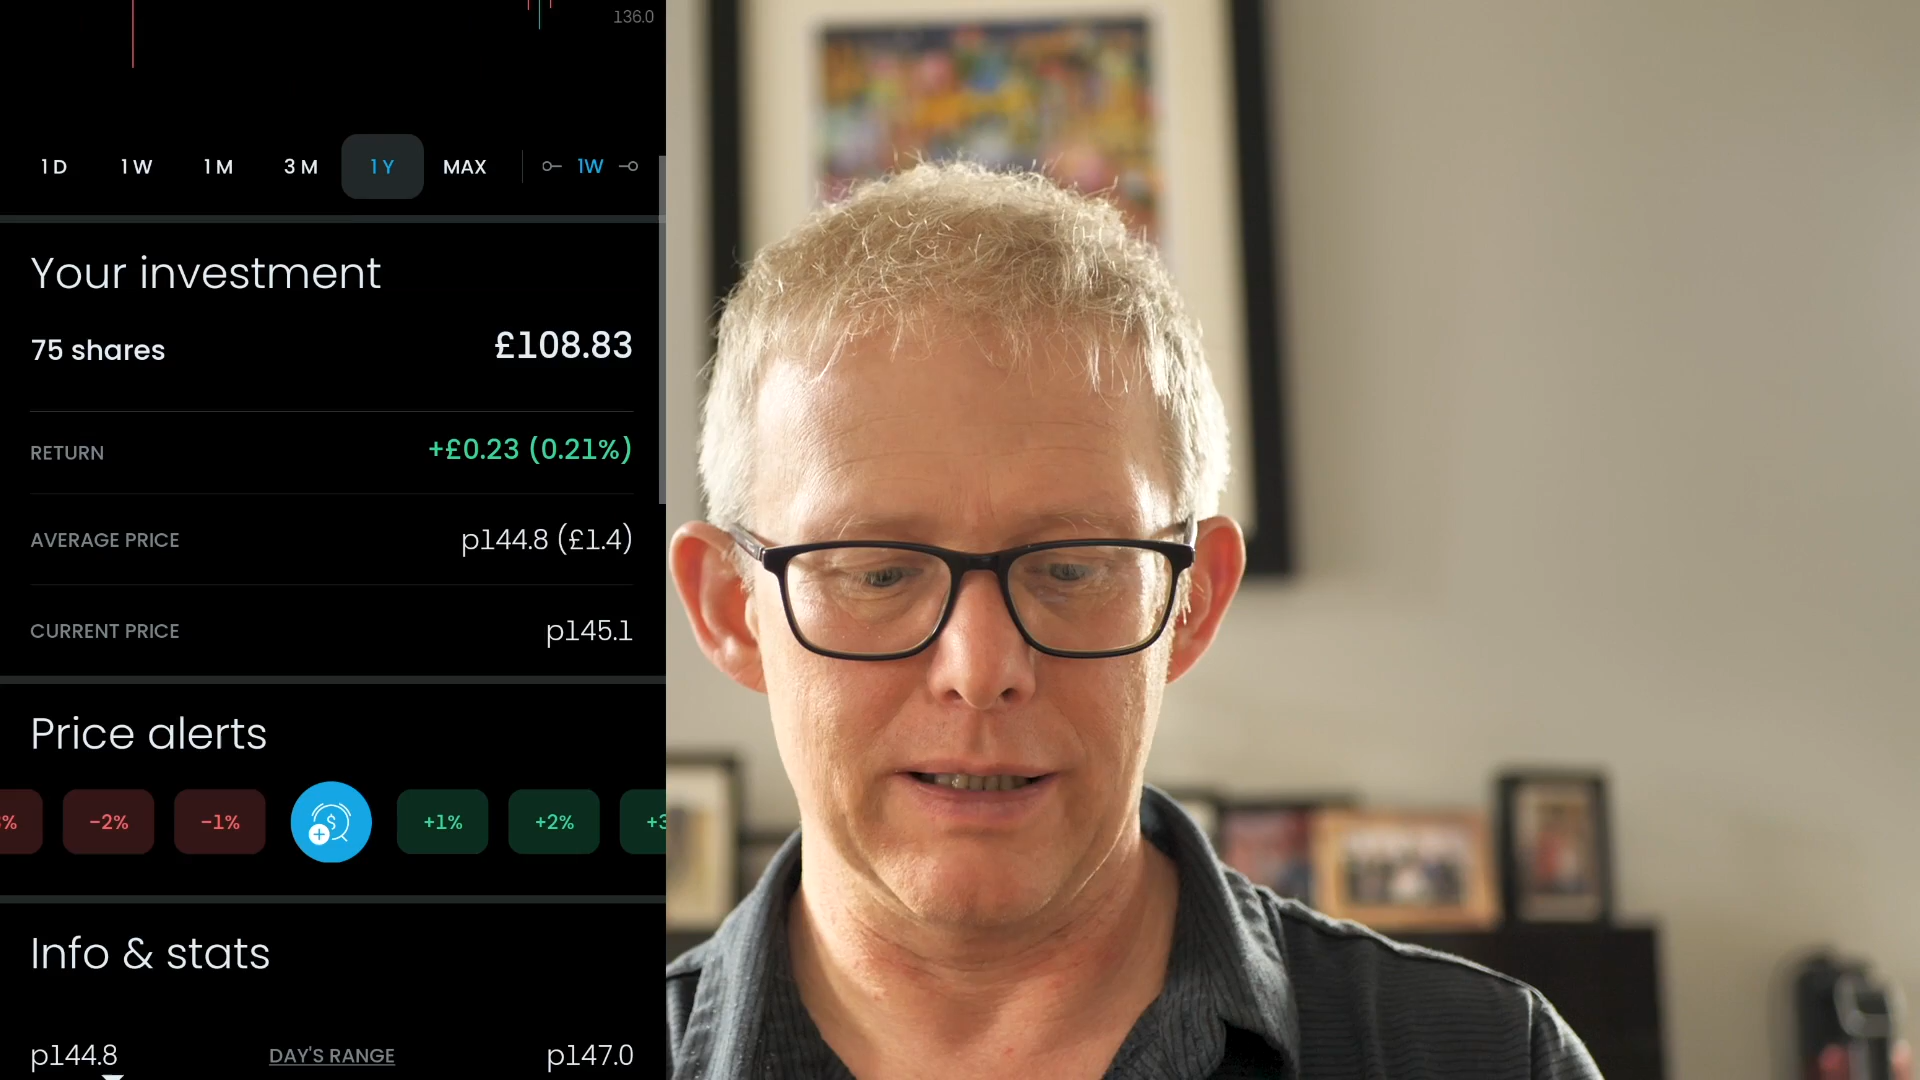 136.0
1D 1W 1M 3M 1Y MAX 1W
Your investment
75 shares £108.83
RETURN +£0.23 (0.21%)
AVERAGE PRICE p144.8 (£1.4)
CURRENT PRICE p145.1
Price alerts
% -2% -1% $ +1% +2% +3
Info & stats
p144.8 DAY'S RANGE p147.0